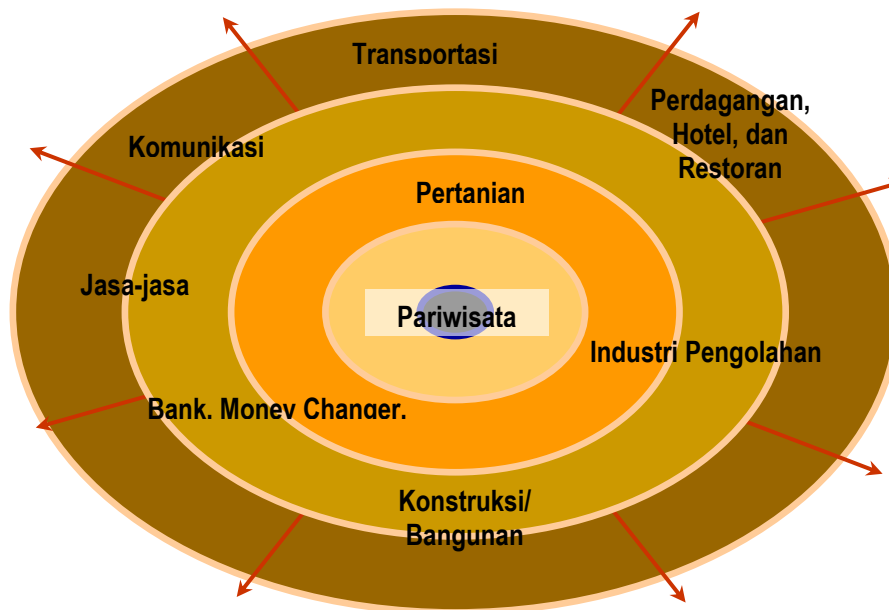 Transportasi
Perdagangan,
Hotel, dan
Restoran
Komunikasi
Pertanian
Jasa-jasa
Pariwisata
Industri Pengolahan
Bank, Money Changer,
Konstruksi/
Bangunan